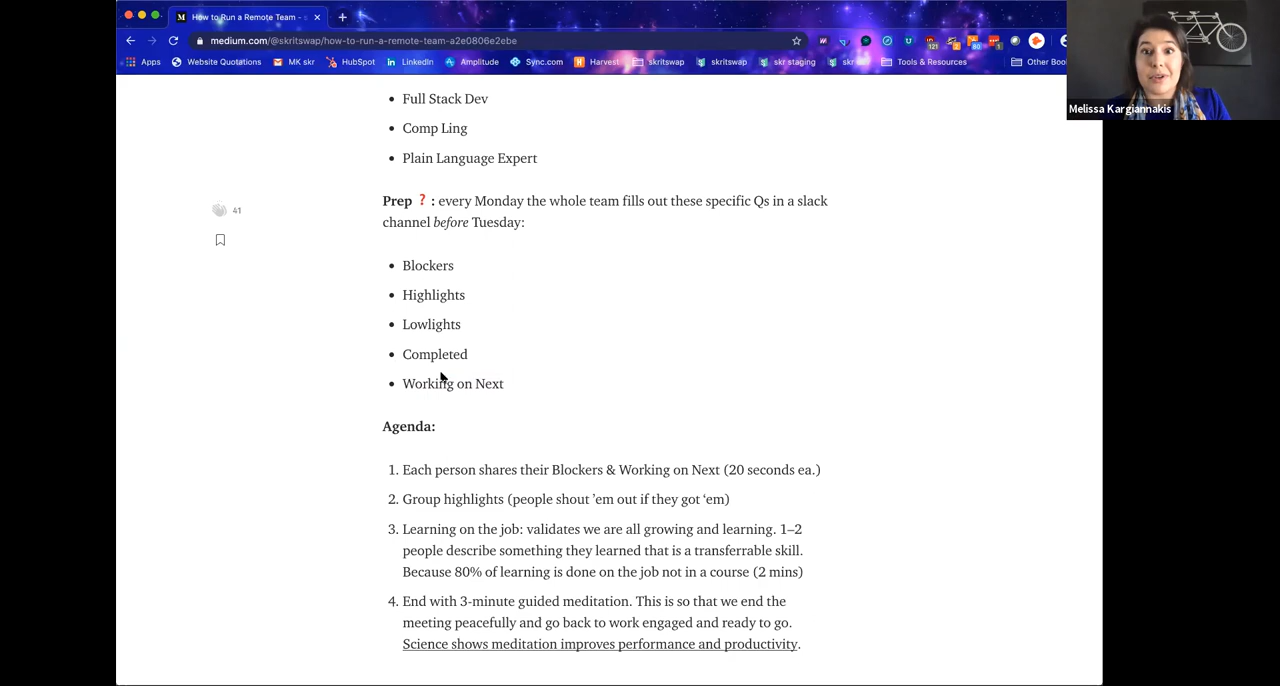 How to Run a Remote Team -
medium.com/@skritswap/how-to-run-a-remote-team-a2e0806e2ebe
Apps Website Quotations MK skr HubSpot LinkedIn Amplitude Sync.com Harvest skritswap skritswap skr staging skr Tools & Resources Other Boo
Melissa Kargiannakis
• Full Stack Dev
• Comp Ling
• Plain Language Expert
Prep ❓ : every Monday the whole team fills out these specific Qs in a slack
channel before Tuesday:
41
• Blockers
• Highlights
• Lowlights
• Completed
• Working on Next
Agenda:
1. Each person shares their Blockers & Working on Next (20 seconds ea.)
2. Group highlights (people shout ’em out if they got ‘em)
3. Learning on the job: validates we are all growing and learning. 1–2
people describe something they learned that is a transferrable skill.
Because 80% of learning is done on the job not in a course (2 mins)
4. End with 3-minute guided meditation. This is so that we end the
meeting peacefully and go back to work engaged and ready to go.
Science shows meditation improves performance and productivity.